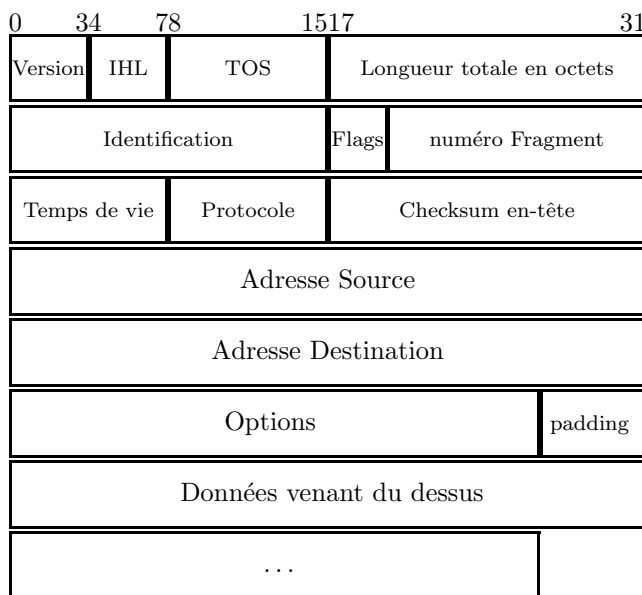 0 34 78 1517 31
Version IHL TOS Longueur totale en octets
Identification Flags numéro Fragment
Temps de vie Protocole Checksum en-tête
Adresse Source
Adresse Destination
Options padding
Données venant du dessus
...